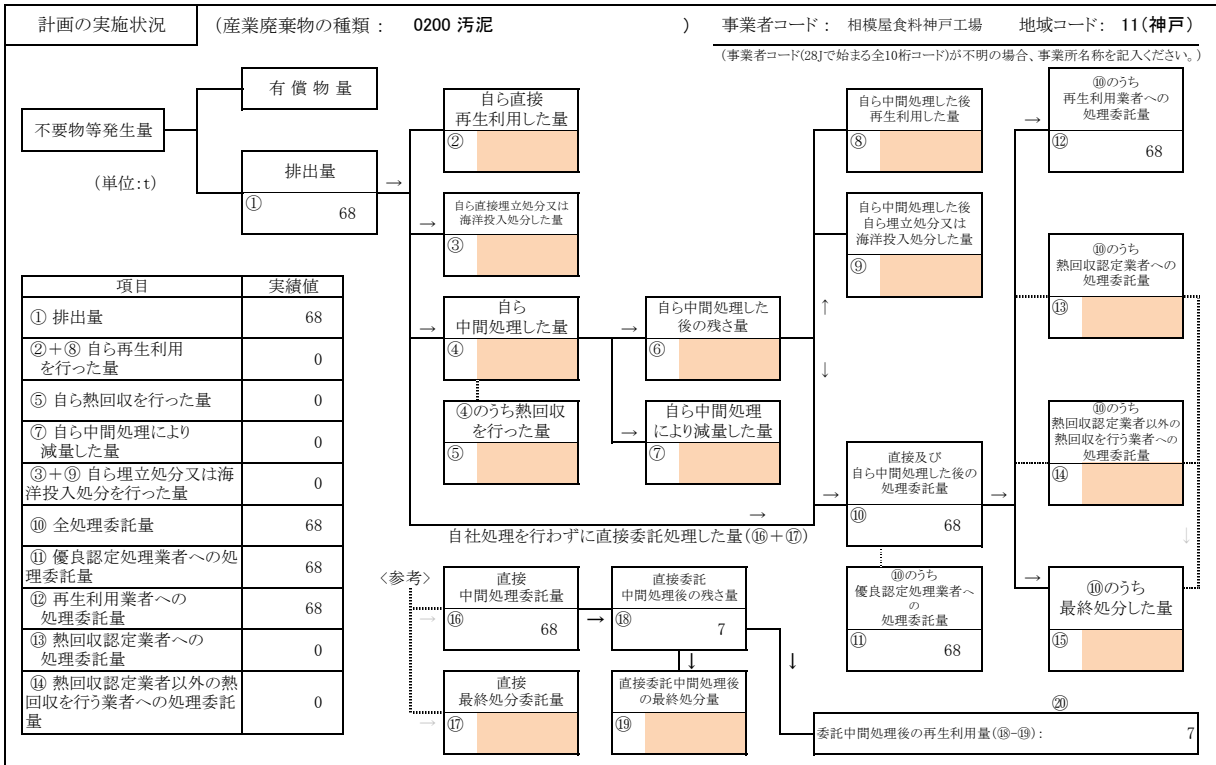 計画の実施状況
(産業廃棄物の種類： 0200 汚泥 )
事業者コード： 相模屋食料神戸工場 地域コード： 11(神戸)
(事業者コード(28Jで始まる全10桁コード)が不明の場合、事業所名称を記入ください。)
不要物等発生量
(単位:t)
有償物量
排出量
① 68
→
自ら直接
再生利用した量
②
→
自ら直接埋立処分又は
海洋投入処分した量
③
→
自ら
中間処理した量
④
④のうち熱回収
を行った量
⑤
→
自ら中間処理した
後の残さ量
⑥
→
自ら中間処理
により減量した量
⑦
自ら中間処理した後
再生利用した量
⑧
自ら中間処理した後
自ら埋立処分又は
海洋投入処分した量
⑨
↑
↓
→
自社処理を行わずに直接委託処理した量(⑯+⑰)
→
直接及び
自ら中間処理した後の
処理委託量
⑩ 68
→
⑩のうち
優良認定処理業者へ
の
処理委託量
⑪ 68
→
⑩のうち
再生利用業者への
処理委託量
⑫ 68
⑩のうち
熱回収認定業者への
処理委託量
⑬
⑩のうち
熱回収認定業者以外の
熱回収を行う業者への
処理委託量
⑭
↓
→
⑩のうち
最終処分した量
⑮
項目 実績値
① 排出量 68
②+⑧ 自ら再生利用
を行った量 0
⑤ 自ら熱回収を行った量 0
⑦ 自ら中間処理により
減量した量 0
③+⑨ 自ら埋立処分又は海
洋投入処分を行った量 0
⑩ 全処理委託量 68
⑪ 優良認定処理業者への処
理委託量 68
⑫ 再生利用業者への
処理委託量 68
⑬ 熱回収認定業者への
処理委託量 0
⑭ 熱回収認定業者以外の熱
回収を行う業者への処理委託
量 0
〈参考〉
→
直接
中間処理委託量
⑯ 68
→
直接委託
中間処理後の残さ量
⑱ 7
↓
↓
→
直接
最終処分委託量
⑰
直接委託中間処理後
の最終処分量
⑲
⑳
委託中間処理後の再生利用量(⑱-⑲)： 7